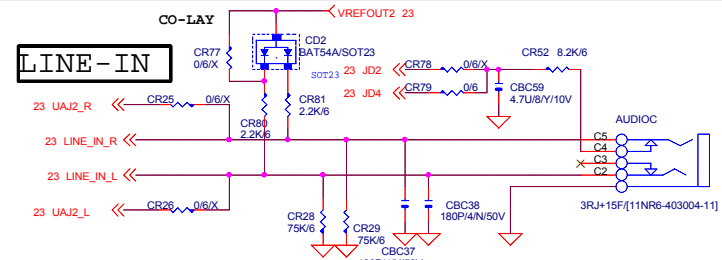 CO-LAY
VREFOUT2 23
CD2
BAT54A/SOT23
CR77
0/6/X
LINE-IN
SOT23
23 JD2
CR78
0/6/X
CR52 8.2K/6
23 JD4
CR79
0/6
CBC59
4.7U/8/Y/10V
CR25
0/6/X
23 UAJ2_R
CR81
2.2K/6
CR80
2.2K/6
AUDIOC
23 LINE_IN_R
C5
C4
C3
23 LINE_IN_L
C2
23 UAJ2_L
CR26
0/6/X
CR28
75K/6
CR29
75K/6
CBC38
180P/4/N/50V
3RJ+15F/[11NR6-403004-11]
CBC37